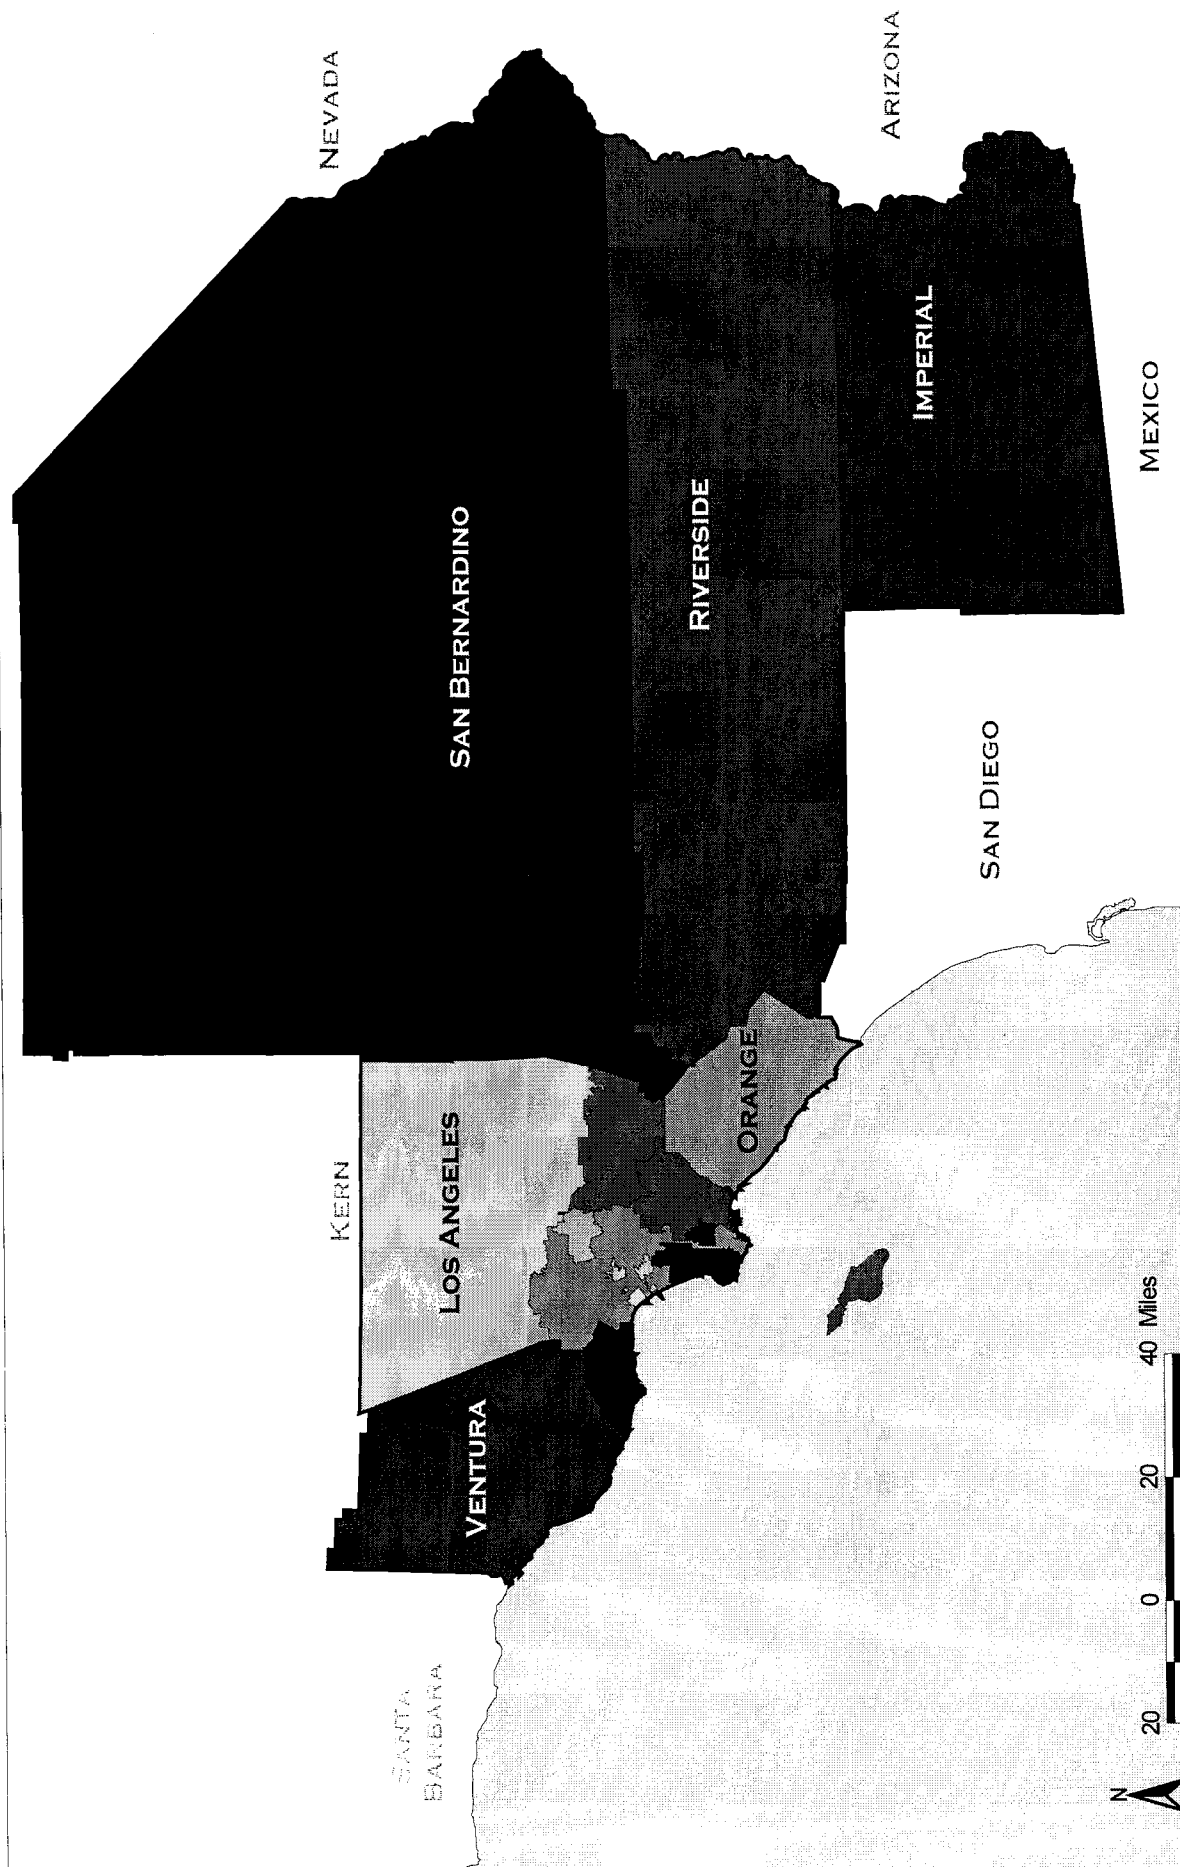 NEVADA
ARIZONA
SAN BERNARDINO
RIVERSIDE
IMPERIAL
MEXICO
KERN
LOS ANGELES
ORANGE
SAN DIEGO
VENTURA
SANTA
BARBARA
N
20 0 20 40 Miles